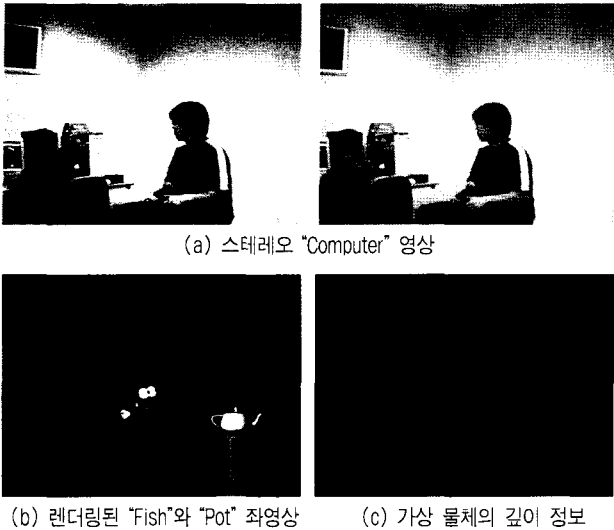 (a) 스테레오 "Computer" 영상
(b) 렌더링된 "Fish"와 "Pot" 좌영상
(c) 가상 물체의 깊이 정보